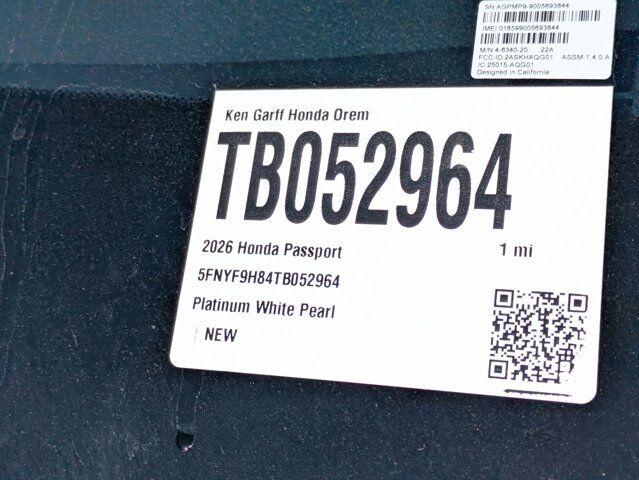 SN AGPMP9-9005693844
IMEI 016599005693844
M/N 4-6340-20 22A
FCC ID 2ASKHAQG01 ASSM 1.4.0.A
IC:25015-AQG01
Designed in California
Ken Garff Honda Orem
TB052964
2026 Honda Passport 1 mi
5FNYF9H84TB052964
Platinum White Pearl
NEW